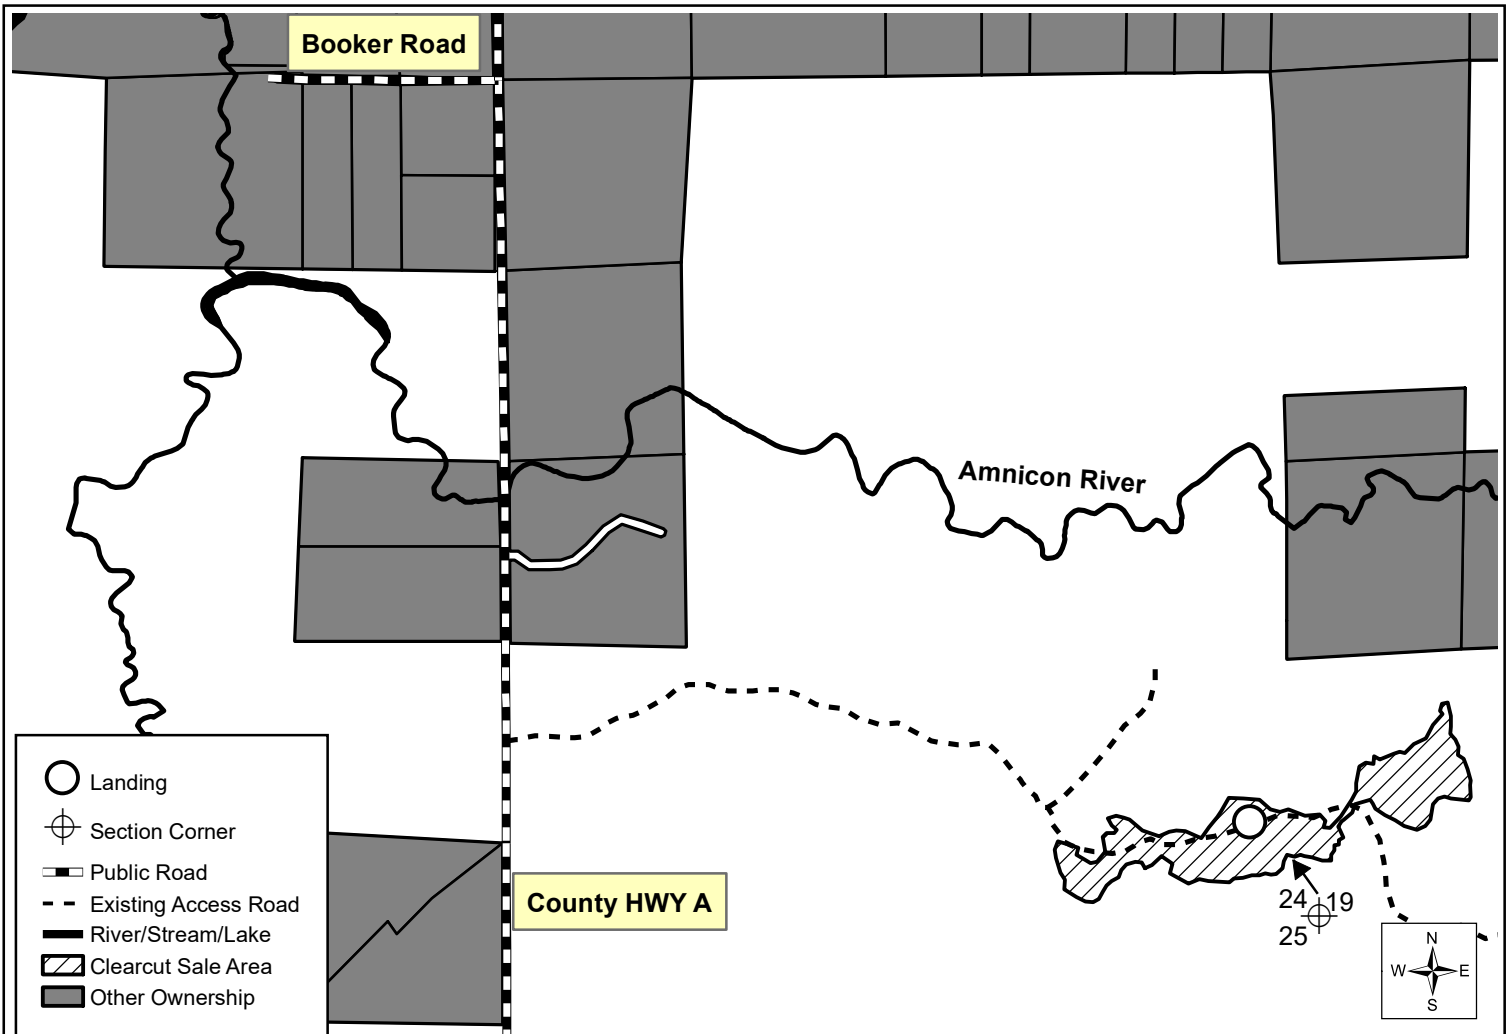 Booker Road
Amnicon River
Landing
Section Corner
Public Road
Existing Access Road
River/Stream/Lake
Clearcut Sale Area
Other Ownership
County HWY A
24 19
25
N
W E
S